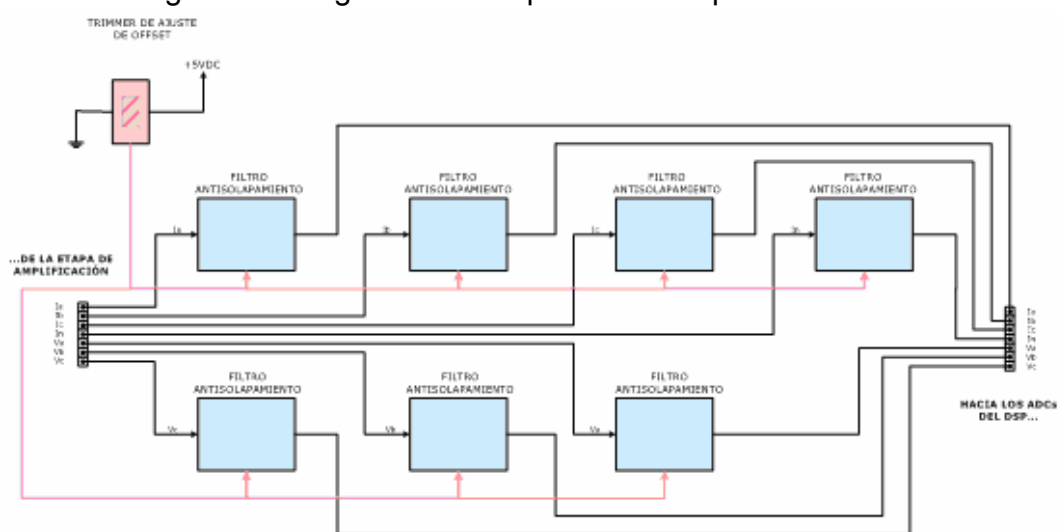 TRIMMER DE AJUSTE
DE OFFSET
+5VDC
FILTRO
ANTISOLAPAMIENTO
FILTRO
ANTISOLAPAMIENTO
FILTRO
ANTISOLAPAMIENTO
FILTRO
ANTISOLAPAMIENTO
Ia
Ib
Ic
In
...DE LA ETAPA DE
AMPLIFICACIÓN
Ia
Ib
Ic
In
Va
Vb
Vc
Ia
Ib
Ic
In
Va
Vb
Vc
FILTRO
ANTISOLAPAMIENTO
FILTRO
ANTISOLAPAMIENTO
FILTRO
ANTISOLAPAMIENTO
Vc
Vb
Va
HACIA LOS ADCs
DEL DSP...